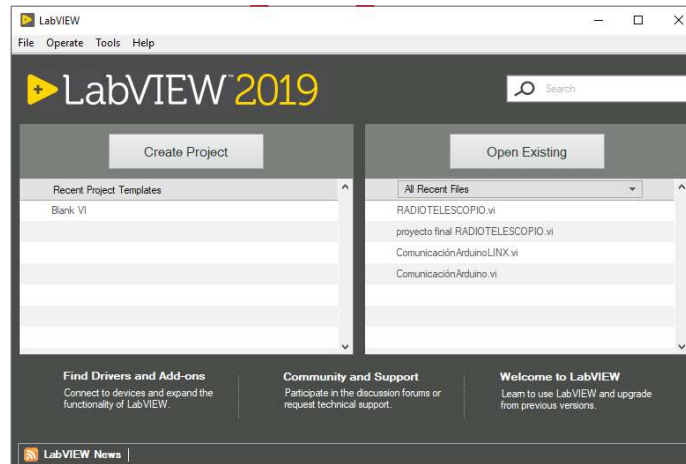 LabVIEW
File Operate Tools Help
LabVIEW™ 2019
Search
Create Project
Open Existing
Recent Project Templates
Blank VI
All Recent Files
RADIOTELESCOPIO.vi
proyecto final RADIOTELESCOPIO.vi
ComunicaciónArduinoLINX.vi
ComunicaciónArduino.vi
Find Drivers and Add-ons
Connect to devices and expand the
functionality of LabVIEW.
Community and Support
Participate in the discussion forums or
request technical support.
Welcome to LabVIEW
Learn to use LabVIEW and upgrade
from previous versions.
LabVIEW News